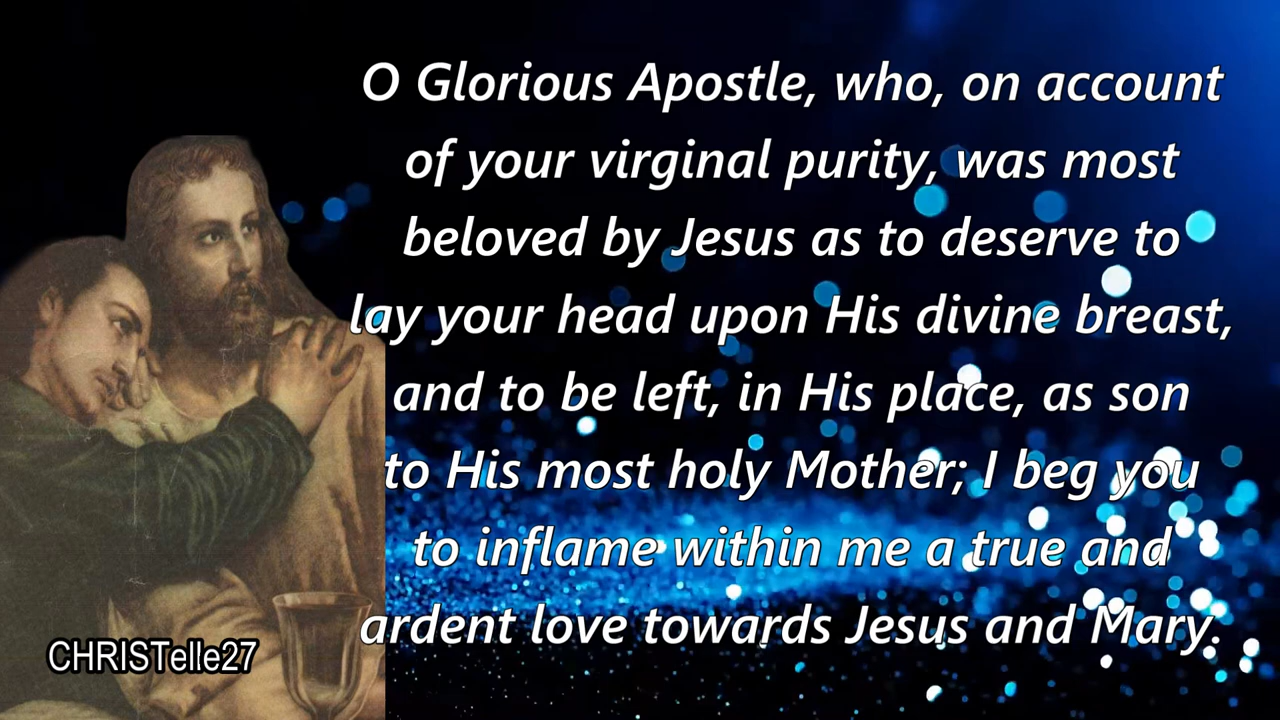 O Glorious Apostle, who, on account
of your virginal purity, was most
beloved by Jesus as to deserve to
lay your head upon His divine breast,
and to be left, in His place, as son
to His most holy Mother; I beg you
to inflame within me a true and
ardent love towards Jesus and Mary.
CHRISTelle27